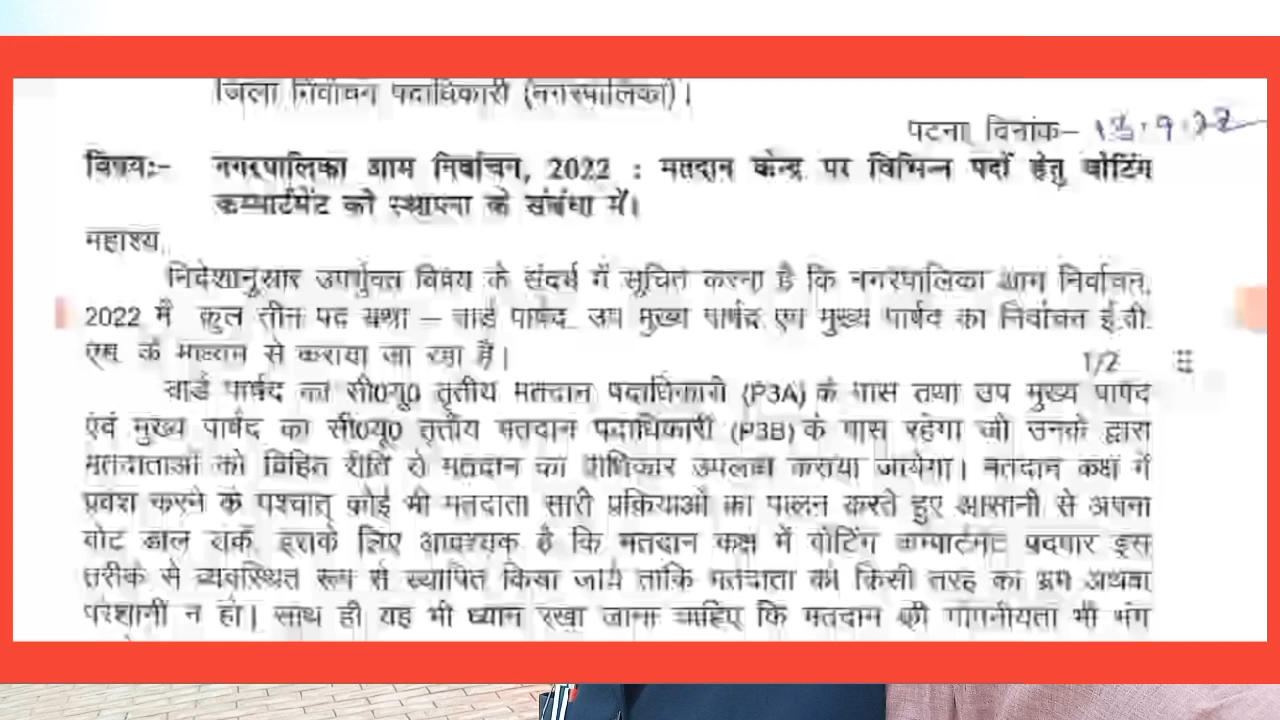 जिला निर्वाचन पदाधिकारी (नगरपालिका)।
पटना, दिनांक– 13.9.22
विषयः- नगरपालिका आम निर्वाचन, 2022 : मतदान केन्द्र पर विभिन्न पदों हेतु वोटिंग
कम्पार्टमेंट की स्थापना के संबंध में।
महाशय,
निदेशानुसार उपर्युक्त विषय के संदर्भ में सूचित करना है कि नगरपालिका आम निर्वाचन,
2022 में कुल तीन पद यथा – वार्ड पार्षद, उप मुख्य पार्षद एवं मुख्य पार्षद का निर्वाचन ई.वी.
एम. के माध्यम से कराया जा रहा है।
1/2
वार्ड पार्षद का सी0यू0 तृतीय मतदान पदाधिकारी (P3A) के पास तथा उप मुख्य पार्षद
एवं मुख्य पार्षद का सी0यू0 तृतीय मतदान पदाधिकारी (P3B) के पास रहेगा जो उनके द्वारा
मतदाताओं को विहित रीति से मतदान का अधिकार उपलब्ध कराया जायेगा। मतदान कक्ष में
प्रवेश करने के पश्चात् कोई भी मतदाता सारी प्रक्रियाओं का पालन करते हुए आसानी से अपना
वोट डाल सके, इसके लिए आवश्यक है कि मतदान कक्ष में वोटिंग कम्पार्टमेंट पदवार इस
तरीके से व्यवस्थित रूप से स्थापित किया जाये ताकि मतदाता को किसी तरह का भ्रम अथवा
परेशानी न हो। साथ ही यह भी ध्यान रखा जाना चाहिए कि मतदान की गोपनीयता भी भंग